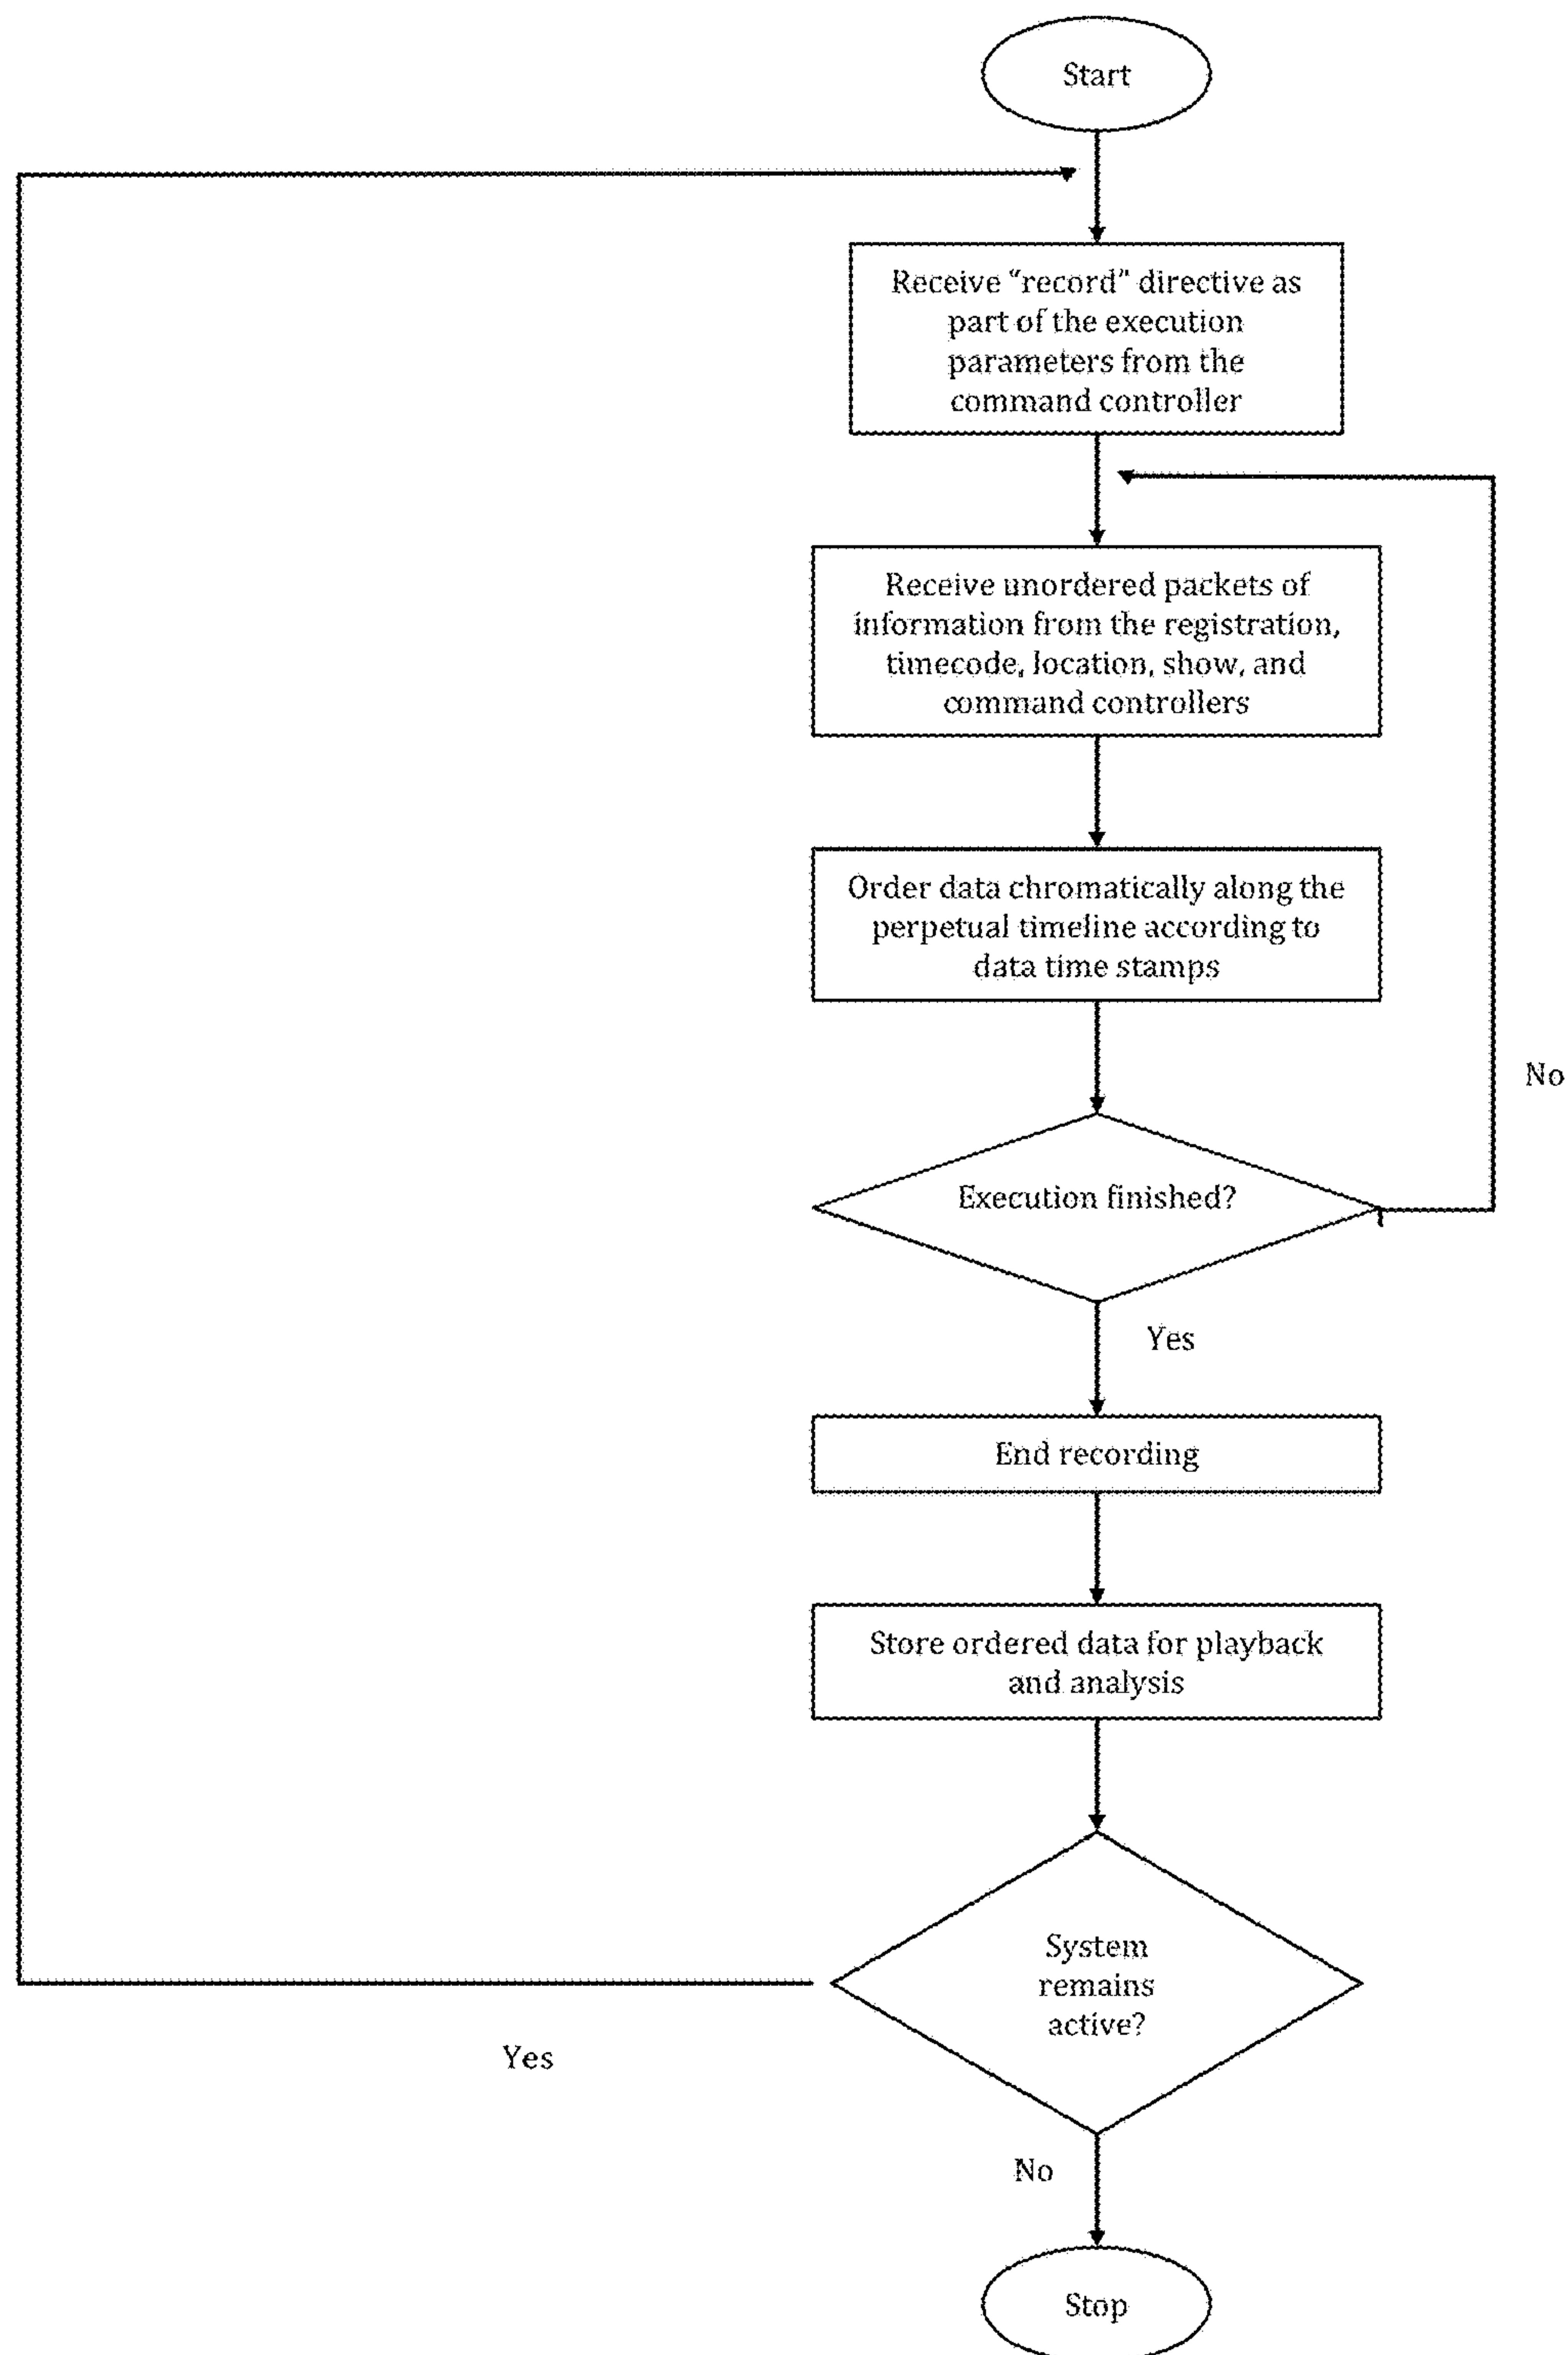 Start
Receive “record” directive as
part of the execution
parameters from the
command controller
Receive unordered packets of
information from the registration,
timecode, location, show, and
command controllers
Order data chromatically along the
perpetual timeline according to
data time stamps
No
Execution finished?
Yes
End recording
Store ordered data for playback
and analysis
System
remains
active?
Yes
No
Stop